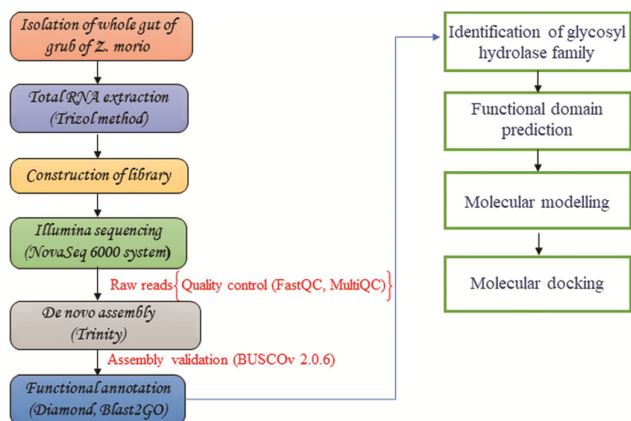 Isolation of whole gut of
grub of Z. morio
Total RNA extraction
(Trizol method)
Construction of library
Illumina sequencing
(NovaSeq 6000 system)
Raw reads { Quality control (FastQC, MultiQC) }
De novo assembly
(Trinity)
Assembly validation (BUSCOv 2.0.6)
Functional annotation
(Diamond, Blast2GO)
Identification of glycosyl
hydrolase family
Functional domain
prediction
Molecular modelling
Molecular docking